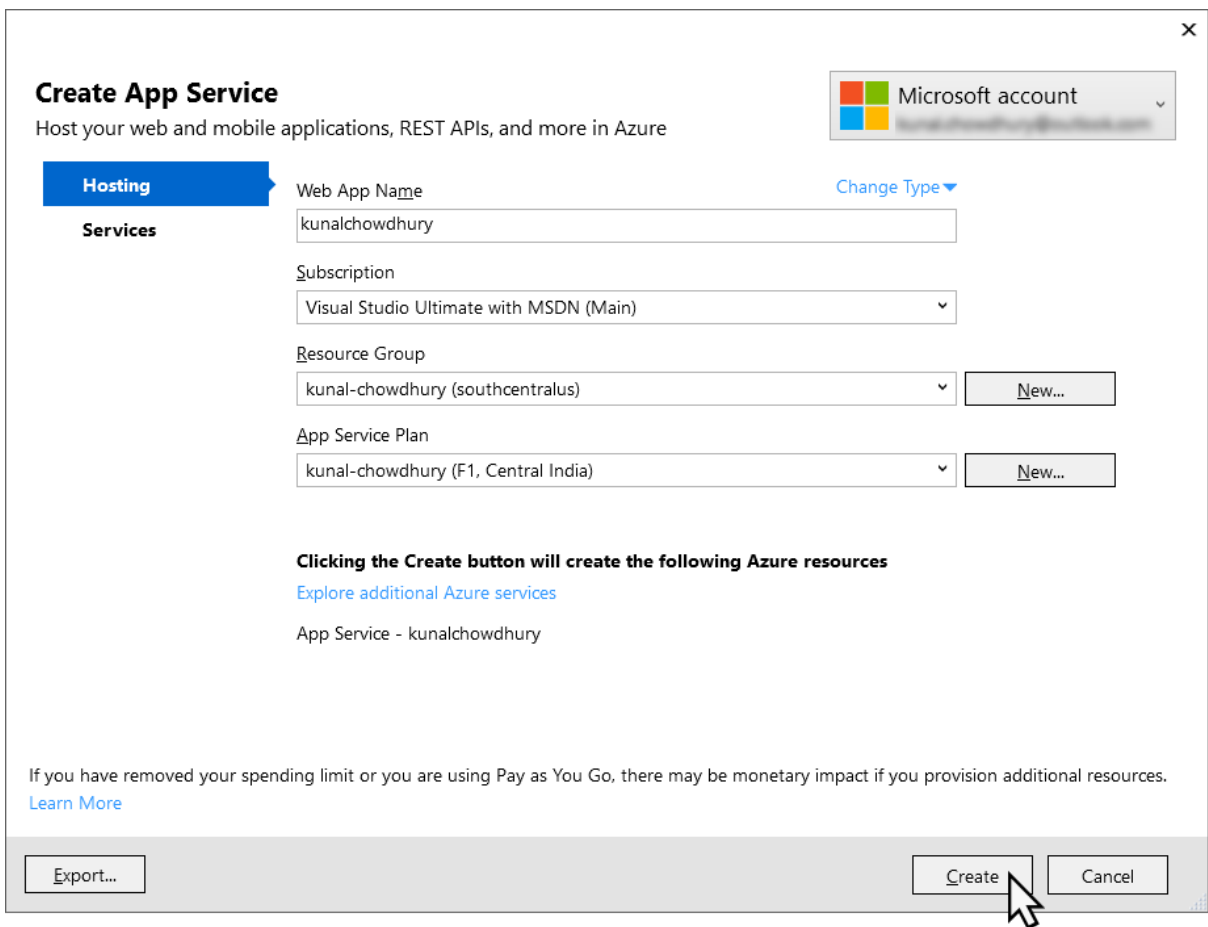 Create App Service
Host your web and mobile applications, REST APIs, and more in Azure
Microsoft account
Hosting
Services
Web App Name
Change Type
kunalchowdhury
Subscription
Visual Studio Ultimate with MSDN (Main)
Resource Group
kunal-chowdhury (southcentralus)
New...
App Service Plan
kunal-chowdhury (F1, Central India)
New...
Clicking the Create button will create the following Azure resources
Explore additional Azure services
App Service - kunalchowdhury
If you have removed your spending limit or you are using Pay as You Go, there may be monetary impact if you provision additional resources.
Learn More
Export...
Create
Cancel